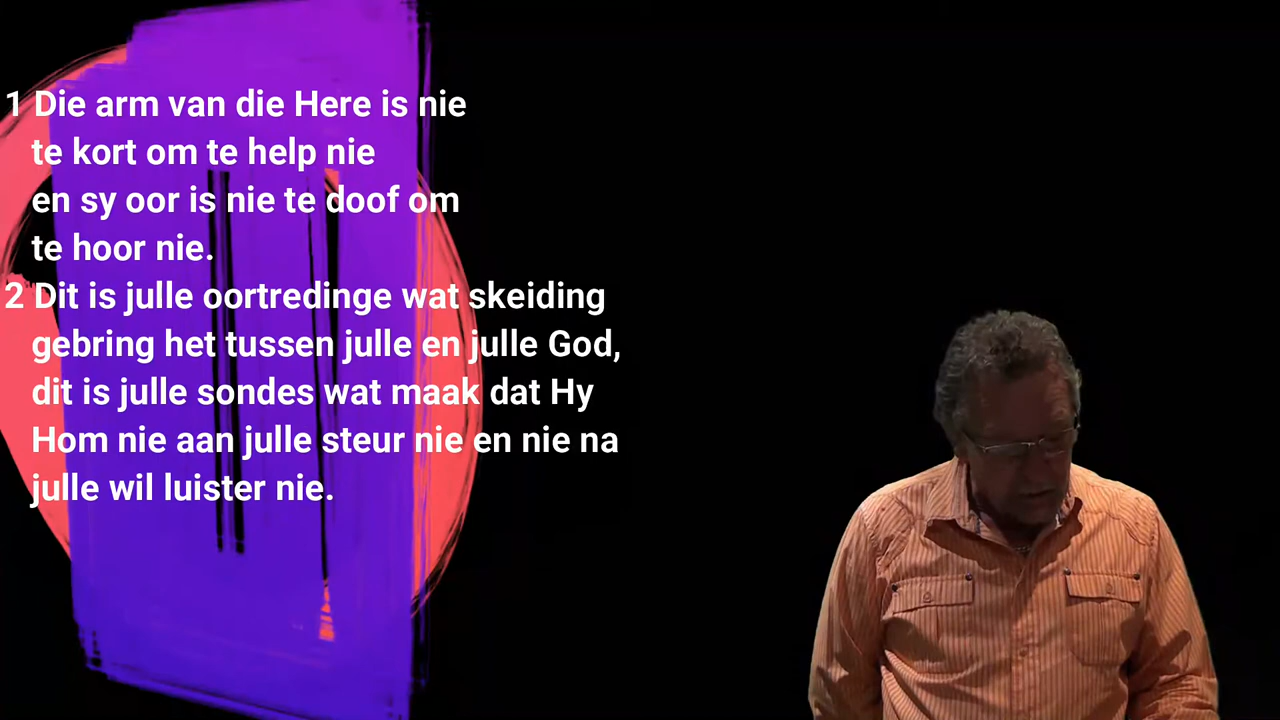 1 Die arm van die Here is nie
te kort om te help nie
en sy oor is nie te doof om
te hoor nie.
2 Dit is julle oortredinge wat skeiding
gebring het tussen julle en julle God,
dit is julle sondes wat maak dat Hy
Hom nie aan julle steur nie en nie na
julle wil luister nie.